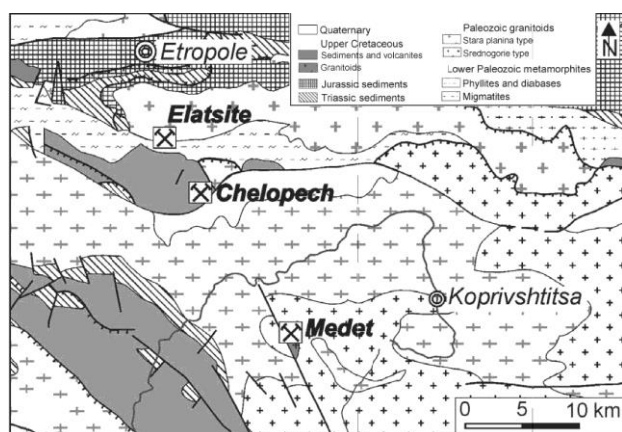 Etropole
Quaternary
Upper Cretaceous
Sediments and volcanites
Granitoids
Jurassic sediments
Triassic sediments
Paleozoic granitoids
Stara planina type
Srednogorie type
Lower Paleozoic metamorphites
Phyllites and diabases
Migmatites
N
Elatsite
Chelopech
Koprivshtitsa
Medet
0 5 10 km